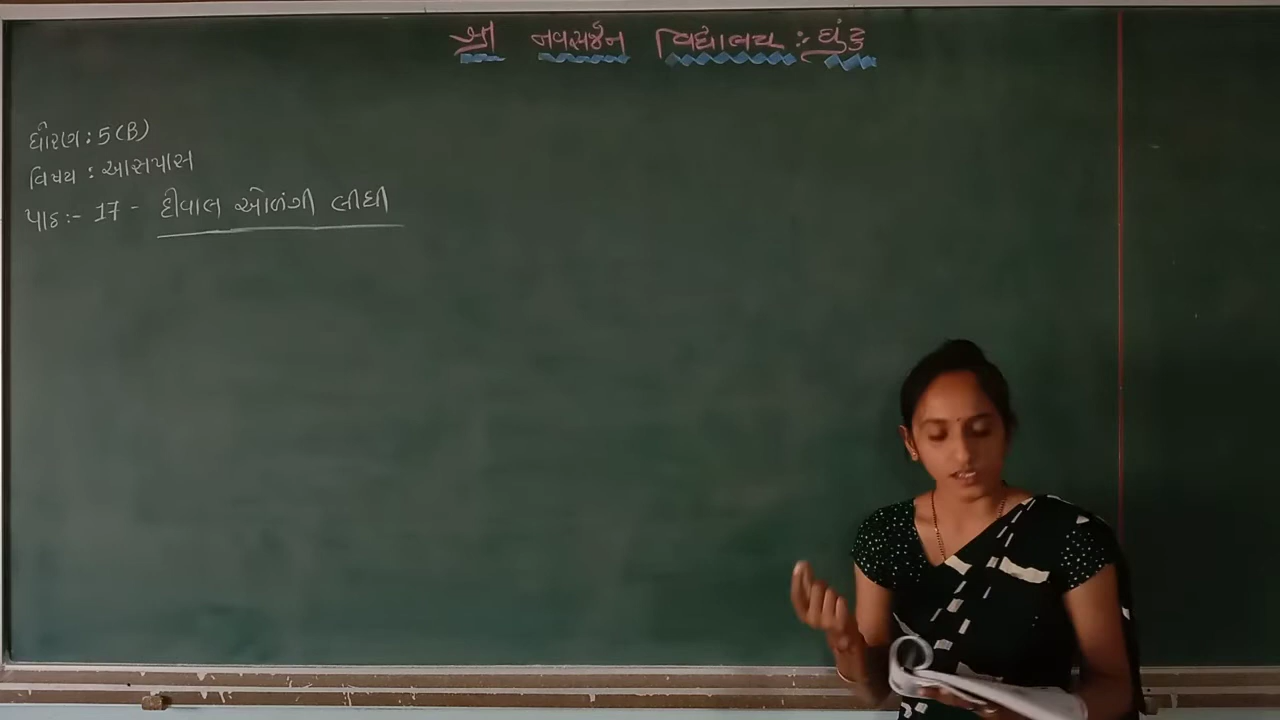 શ્રી નવસર્જન વિદ્યાલય :- ઘુંટુ
ધોરણ : 5 (B)
વિષય : આસપાસ
પાઠ :- 17 - દીવાલ ઓળંગી લીધી